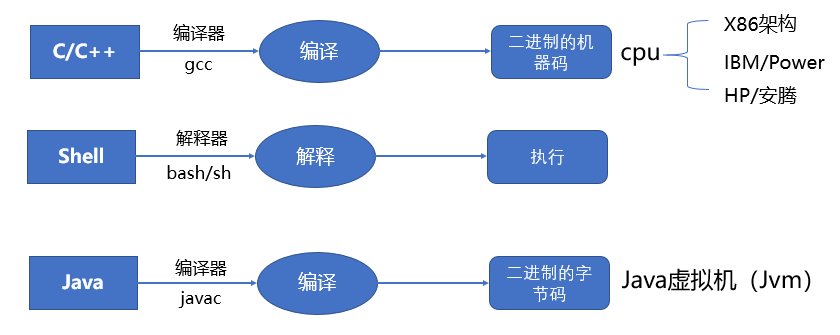 C/C++
编译器
gcc
编译
二进制的机
器码
cpu
X86架构
IBM/Power
HP/安腾
Shell
解释器
bash/sh
解释
执行
Java
编译器
javac
编译
二进制的字
节码
Java虚拟机（Jvm）